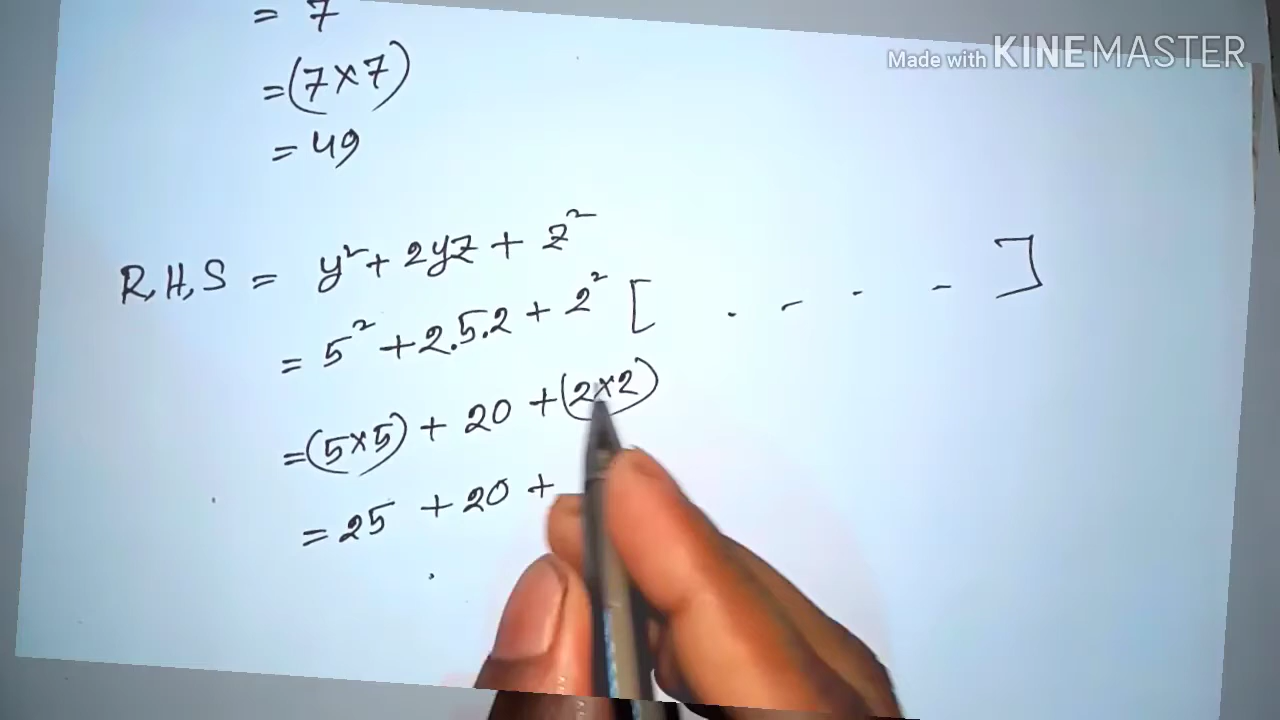 = 7
Made with KINEMASTER
=(7×7)
= 49
R,H,S = y²+ 2yz + z²
= 5² +2.5.2 + 2² [ . - . - ]
=(5×5) + 20 +(2×2)
= 25 + 20 +